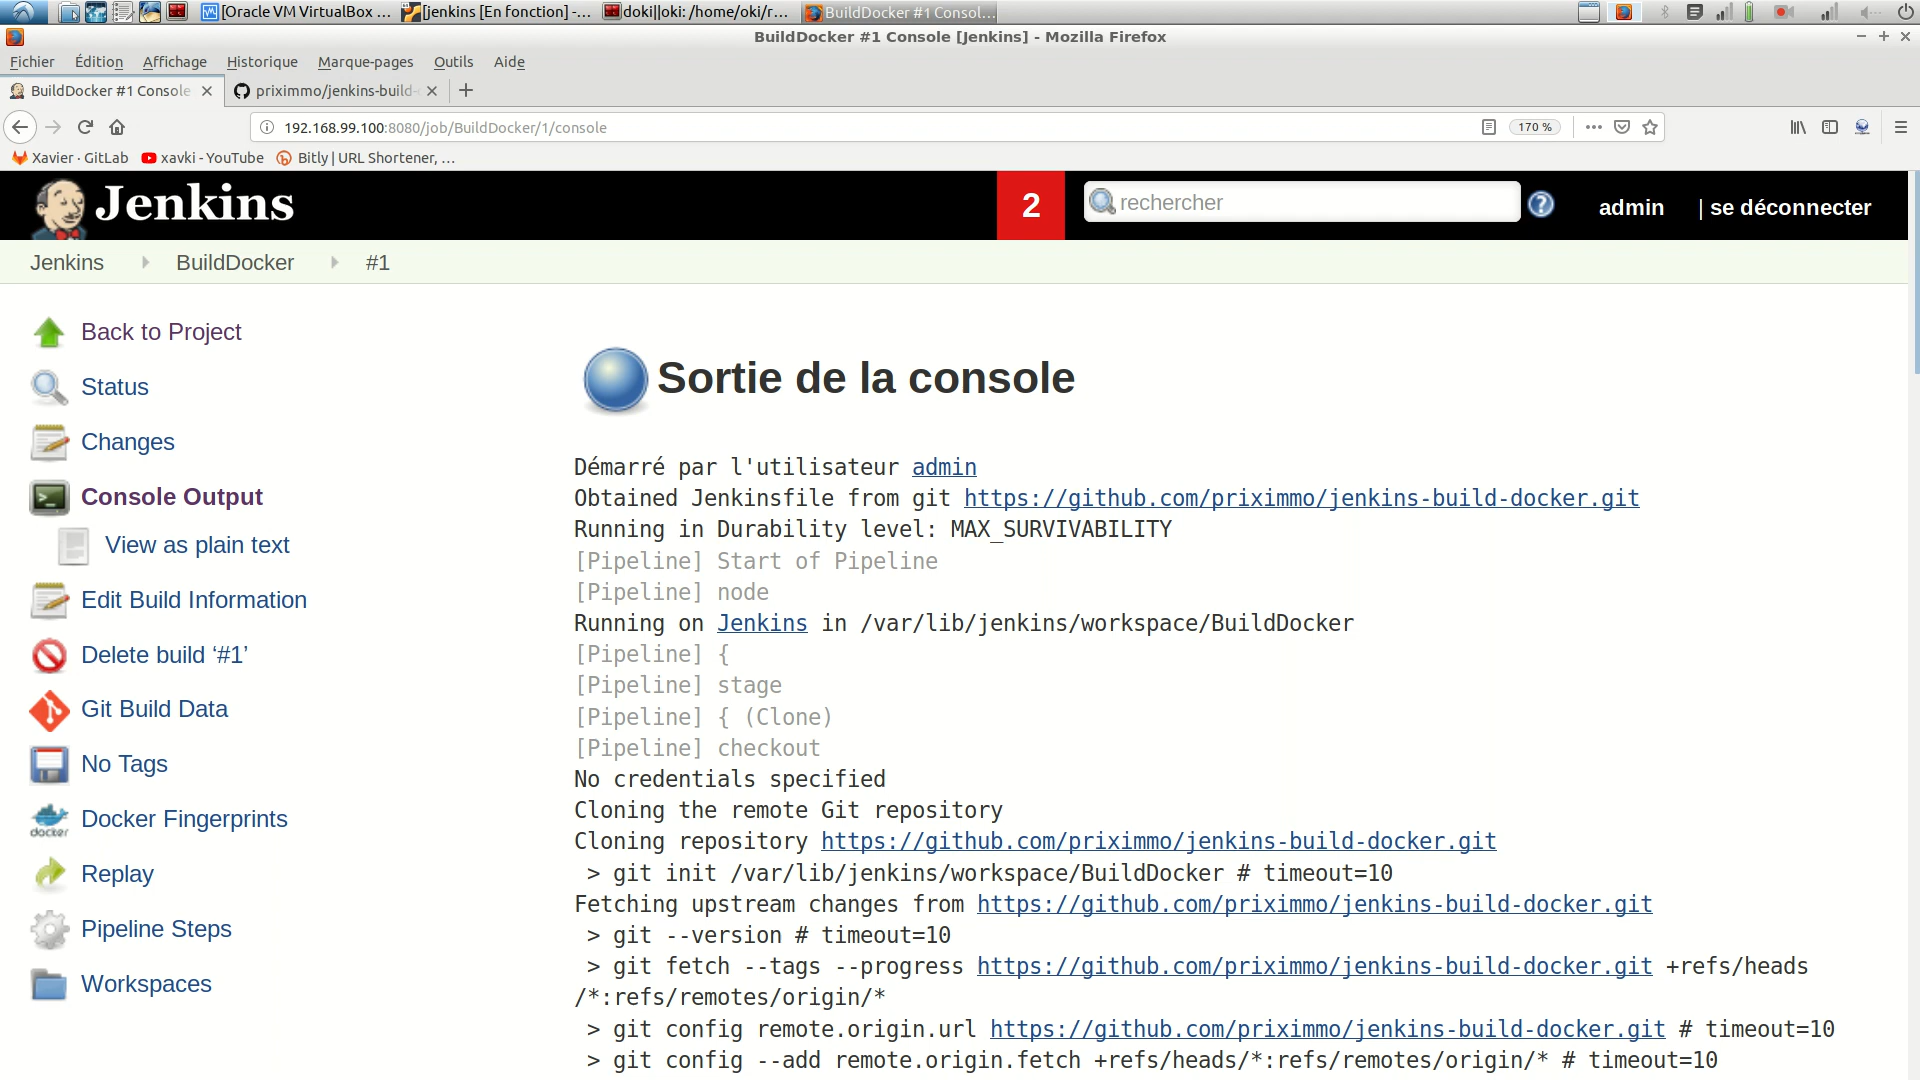 [Oracle VM VirtualBox ... [jenkins [En fonction] -... doki||oki: /home/oki/r... BuildDocker #1 Consol...
BuildDocker #1 Console [Jenkins] - Mozilla Firefox
Fichier Édition Affichage Historique Marque-pages Outils Aide
BuildDocker #1 Console priximmo/jenkins-build-
192.168.99.100:8080/job/BuildDocker/1/console 170 %
Xavier · GitLab xavki - YouTube Bitly | URL Shortener, ...
Jenkins 2 rechercher admin | se déconnecter
Jenkins BuildDocker #1
Back to Project
Status
Changes
Console Output
View as plain text
Edit Build Information
Delete build ‘#1’
Git Build Data
No Tags
docker Docker Fingerprints
Replay
Pipeline Steps
Workspaces
Sortie de la console
Démarré par l'utilisateur admin
Obtained Jenkinsfile from git https://github.com/priximmo/jenkins-build-docker.git
Running in Durability level: MAX_SURVIVABILITY
[Pipeline] Start of Pipeline
[Pipeline] node
Running on Jenkins in /var/lib/jenkins/workspace/BuildDocker
[Pipeline] {
[Pipeline] stage
[Pipeline] { (Clone)
[Pipeline] checkout
No credentials specified
Cloning the remote Git repository
Cloning repository https://github.com/priximmo/jenkins-build-docker.git
> git init /var/lib/jenkins/workspace/BuildDocker # timeout=10
Fetching upstream changes from https://github.com/priximmo/jenkins-build-docker.git
> git --version # timeout=10
> git fetch --tags --progress https://github.com/priximmo/jenkins-build-docker.git +refs/heads
/*:refs/remotes/origin/*
> git config remote.origin.url https://github.com/priximmo/jenkins-build-docker.git # timeout=10
> git config --add remote.origin.fetch +refs/heads/*:refs/remotes/origin/* # timeout=10